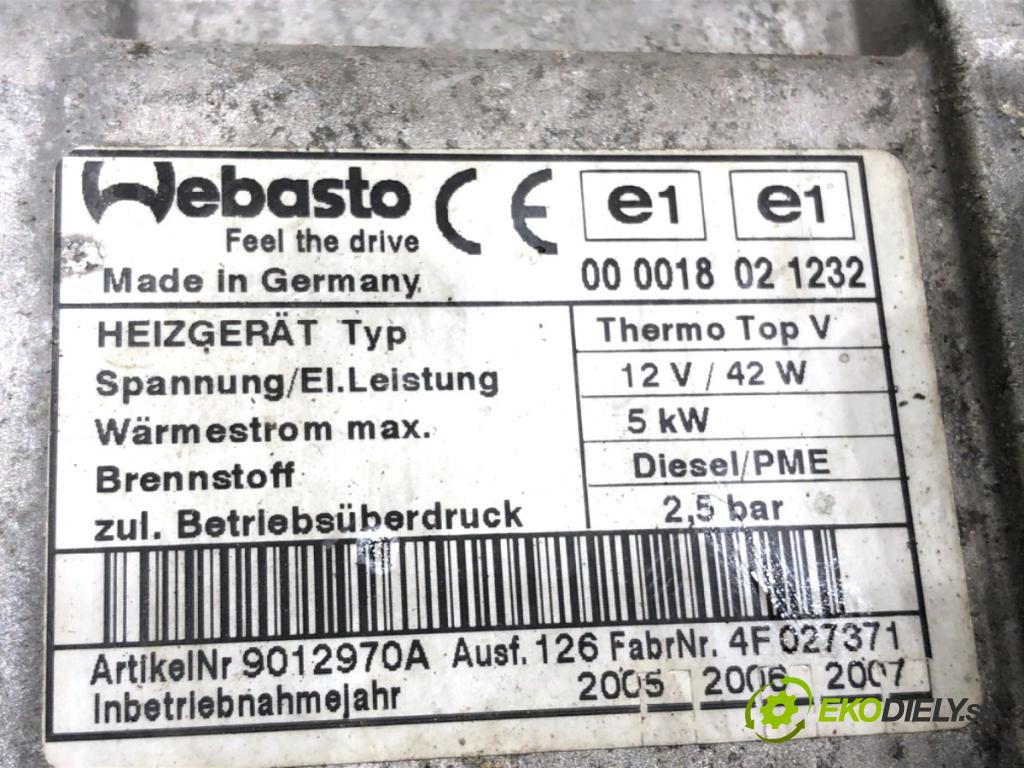 Webasto CE e1 e1
Feel the drive
Made in Germany 00 0018 02 1232
HEIZGERÄT Typ Thermo Top V
Spannung/El.Leistung 12 V / 42 W
Wärmestrom max. 5 kW
Brennstoff Diesel/PME
zul. Betriebsüberdruck 2,5 bar
ArtikelNr 9012970A Ausf. 126 FabrNr. 4F 027371
Inbetriebnahmejahr 2005 2006 2007
EKODIELY.s